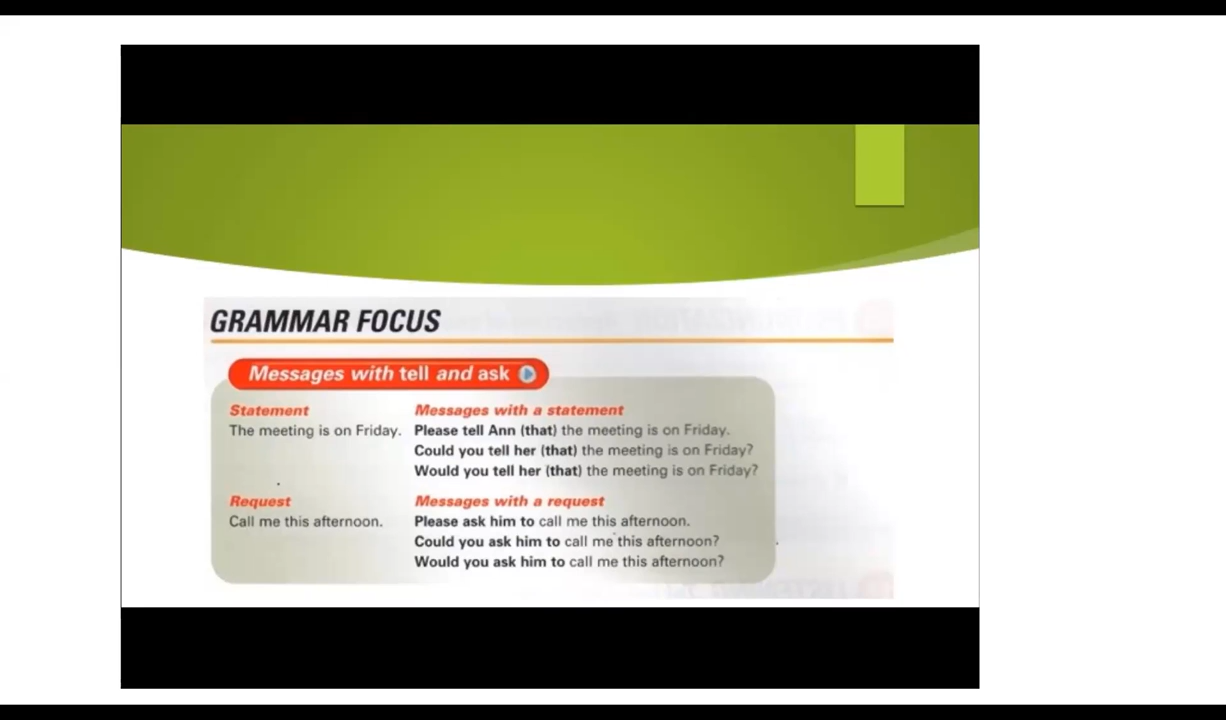 GRAMMAR FOCUS
Messages with tell and ask
Statement
The meeting is on Friday.
Messages with a statement
Please tell Ann (that) the meeting is on Friday.
Could you tell her (that) the meeting is on Friday?
Would you tell her (that) the meeting is on Friday?
Request
Call me this afternoon.
Messages with a request
Please ask him to call me this afternoon.
Could you ask him to call me this afternoon?
Would you ask him to call me this afternoon?